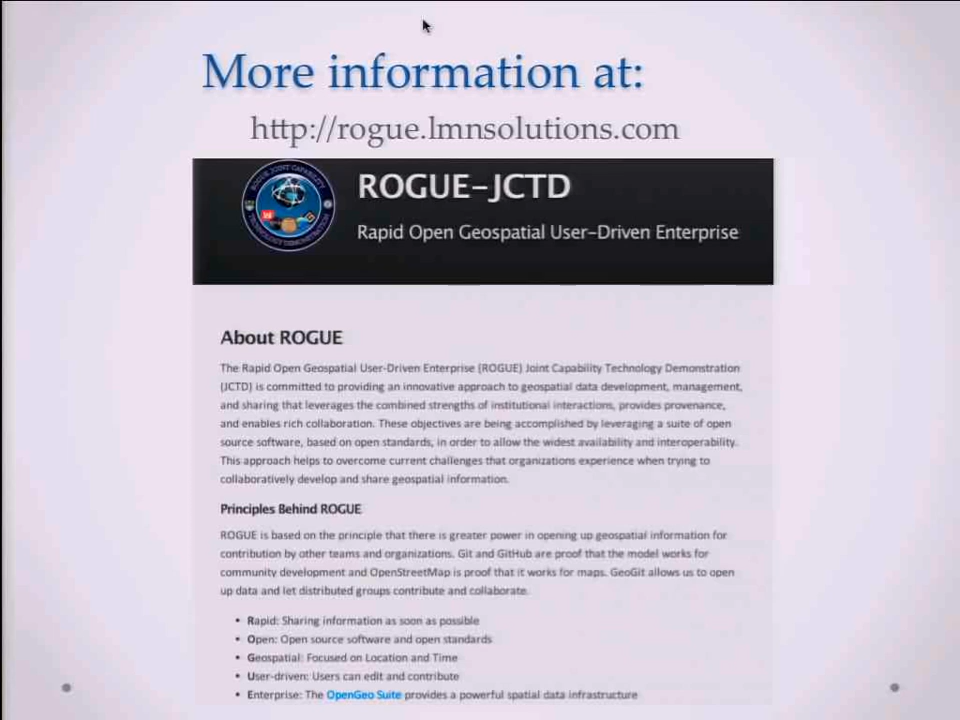 More information at:
http://rogue.lmnsolutions.com
ROGUE JOINT CAPABILITY
TECHNOLOGY DEMONSTRATION
ROGUE-JCTD
Rapid Open Geospatial User-Driven Enterprise
About ROGUE
The Rapid Open Geospatial User-Driven Enterprise (ROGUE) Joint Capability Technology Demonstration
(JCTD) is committed to providing an innovative approach to geospatial data development, management,
and sharing that leverages the combined strengths of institutional interactions, provides provenance,
and enables rich collaboration. These objectives are being accomplished by leveraging a suite of open
source software, based on open standards, in order to allow the widest availability and interoperability.
This approach helps to overcome current challenges that organizations experience when trying to
collaboratively develop and share geospatial information.
Principles Behind ROGUE
ROGUE is based on the principle that there is greater power in opening up geospatial information for
contribution by other teams and organizations. Git and GitHub are proof that the model works for
community development and OpenStreetMap is proof that it works for maps. GeoGit allows us to open
up data and let distributed groups contribute and collaborate.
• Rapid: Sharing information as soon as possible
• Open: Open source software and open standards
• Geospatial: Focused on Location and Time
• User-driven: Users can edit and contribute
• Enterprise: The OpenGeo Suite provides a powerful spatial data infrastructure